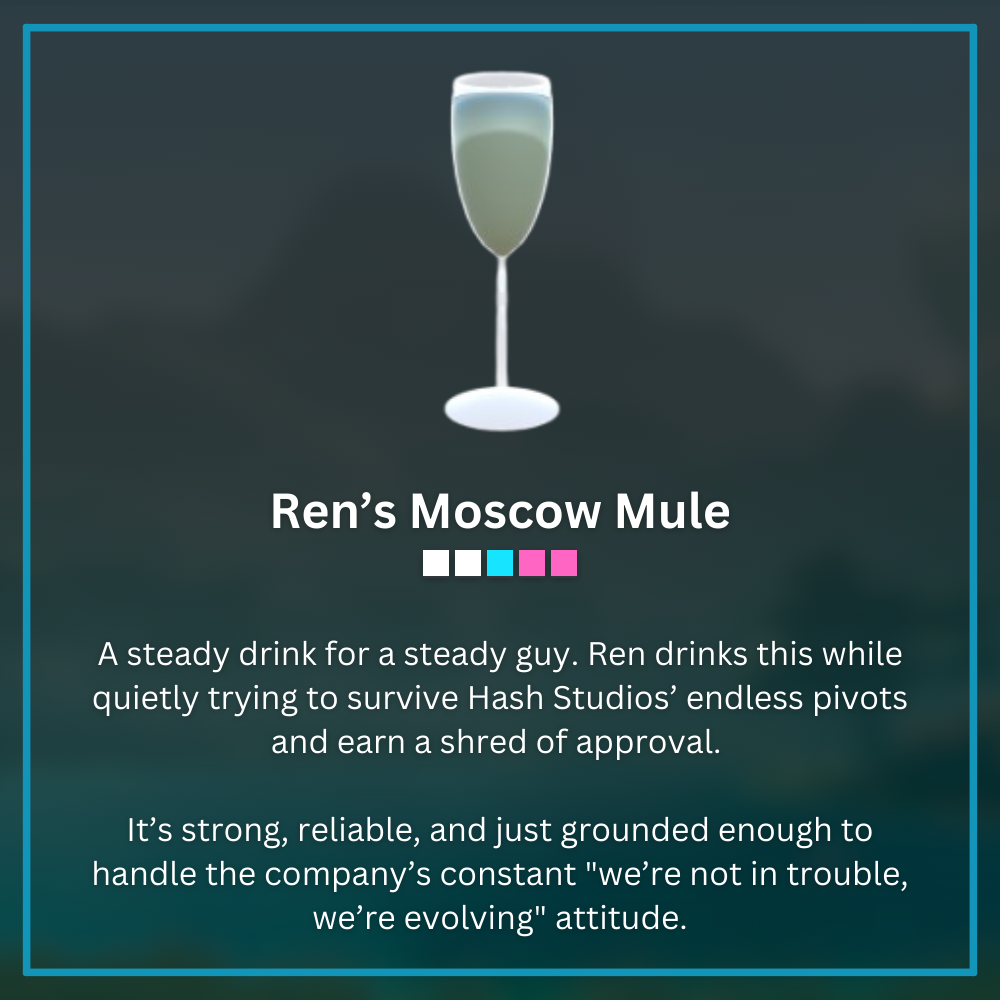 Ren’s Moscow Mule
A steady drink for a steady guy. Ren drinks this while
quietly trying to survive Hash Studios’ endless pivots
and earn a shred of approval.
It’s strong, reliable, and just grounded enough to
handle the company’s constant "we’re not in trouble,
we’re evolving" attitude.